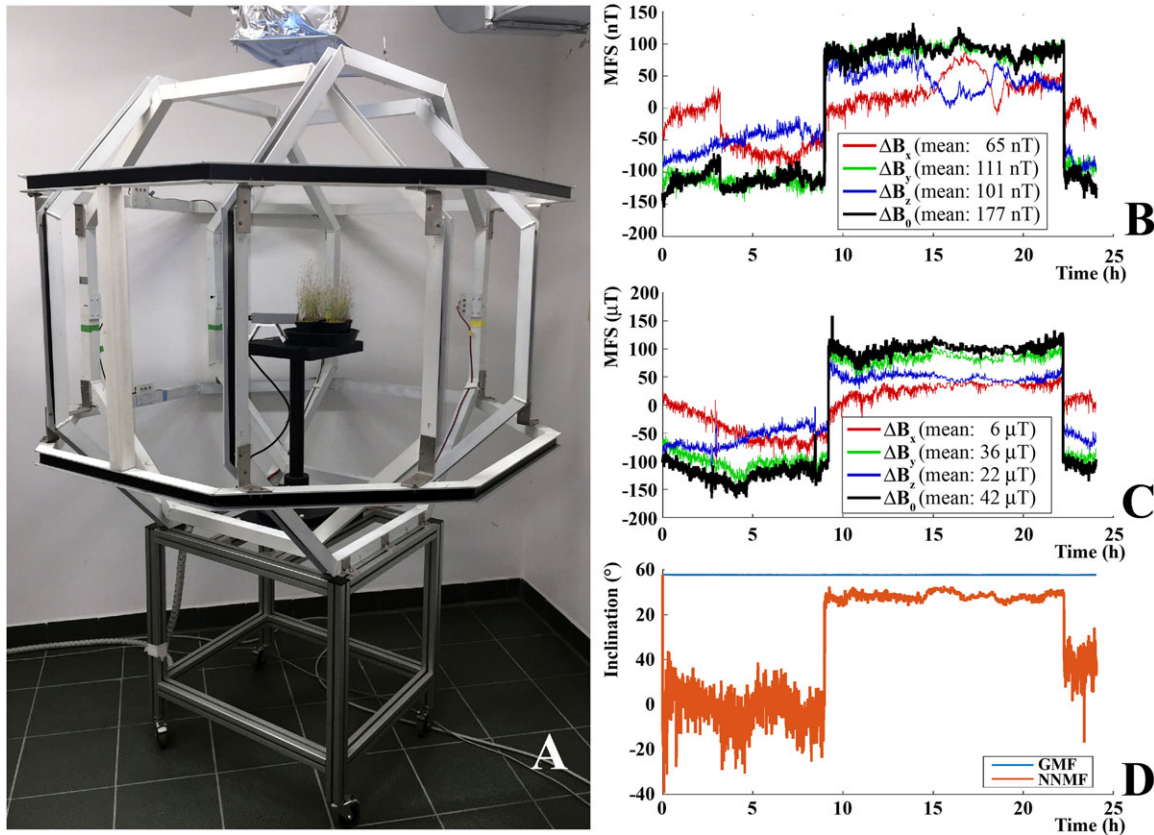 A
MFS (nT)
150
100
50
0
-50
-100
-150
-200
ΔBx (mean: 65 nT)
ΔBy (mean: 111 nT)
ΔBz (mean: 101 nT)
ΔB0 (mean: 177 nT)
0 5 10 15 20 25
Time (h)
B
MFS (μT)
200
150
100
50
0
-50
-100
-150
-200
ΔBx (mean: 6 μT)
ΔBy (mean: 36 μT)
ΔBz (mean: 22 μT)
ΔB0 (mean: 42 μT)
0 5 10 15 20 25
Time (h)
C
Inclination (°)
60
20
40
0
-20
-40
GMF
NNMF
0 5 10 15 20 25
Time (h)
D